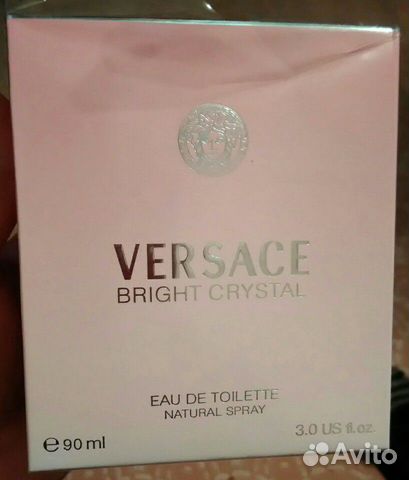 VERSACE
BRIGHT CRYSTAL
EAU DE TOILETTE
NATURAL SPRAY
e 90 ml
3.0 US fl.oz.
Avito